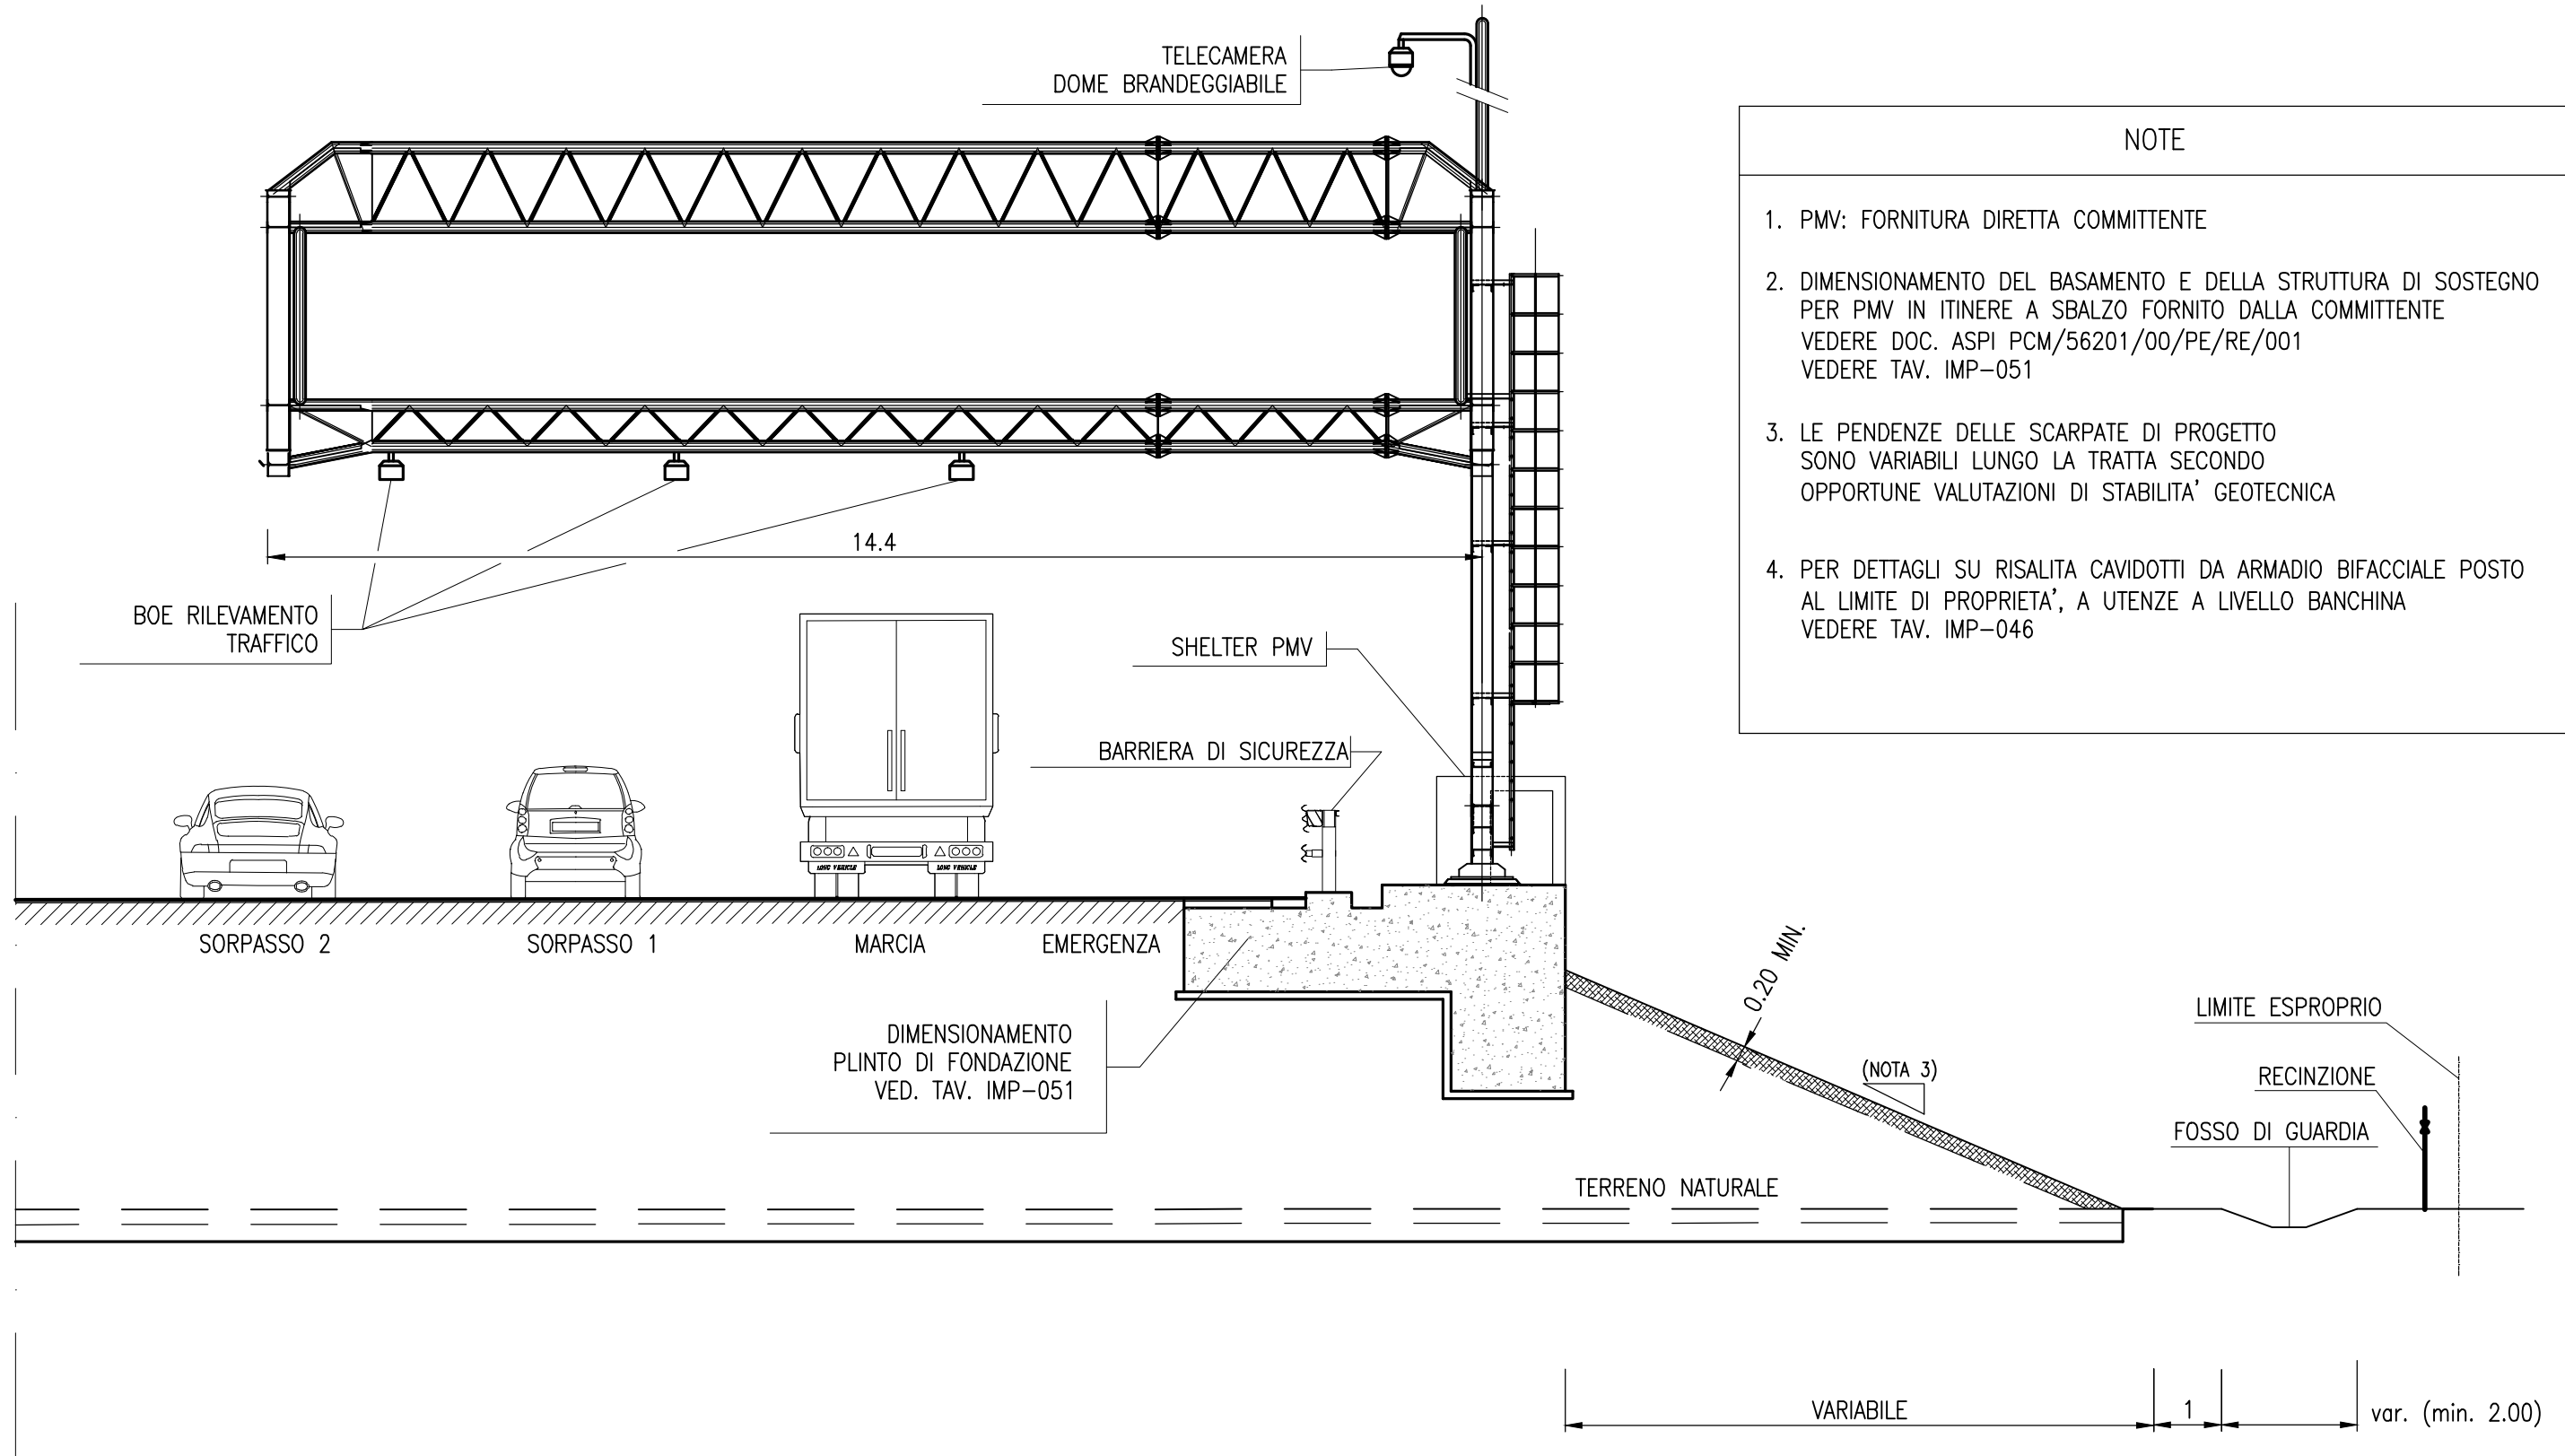 TELECAMERA
DOME BRANDEGGIABILE
NOTE
1. PMV: FORNITURA DIRETTA COMMITTENTE
2. DIMENSIONAMENTO DEL BASAMENTO E DELLA STRUTTURA DI SOSTEGNO
PER PMV IN ITINERE A SBALZO FORNITO DALLA COMMITTENTE
VEDERE DOC. ASPI PCM/56201/00/PE/RE/001
VEDERE TAV. IMP-051
3. LE PENDENZE DELLE SCARPATE DI PROGETTO
SONO VARIABILI LUNGO LA TRATTA SECONDO
OPPORTUNE VALUTAZIONI DI STABILITA' GEOTECNICA
4. PER DETTAGLI SU RISALITA CAVIDOTTI DA ARMADIO BIFACCIALE POSTO
AL LIMITE DI PROPRIETA', A UTENZE A LIVELLO BANCHINA
VEDERE TAV. IMP-046
14.4
BOE RILEVAMENTO
TRAFFICO
SHELTER PMV
BARRIERA DI SICUREZZA
LONG VEHICLE
LONG VEHICLE
SORPASSO 2
SORPASSO 1
MARCIA
EMERGENZA
DIMENSIONAMENTO
PLINTO DI FONDAZIONE
VED. TAV. IMP-051
0.20 MIN.
(NOTA 3)
LIMITE ESPROPRIO
RECINZIONE
FOSSO DI GUARDIA
TERRENO NATURALE
VARIABILE
1
var. (min. 2.00)